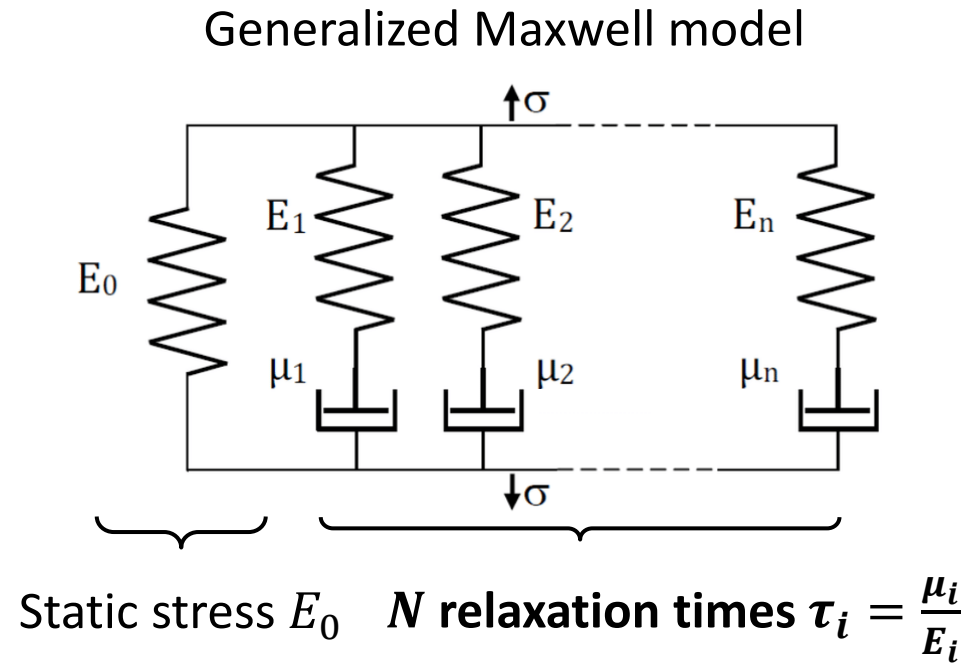 Generalized Maxwell model
↑σ
E₁ E₂ Eₙ
E₀
μ₁ μ₂ μₙ
↓σ
Static stress E₀ N relaxation times τᵢ = μᵢ/Eᵢ